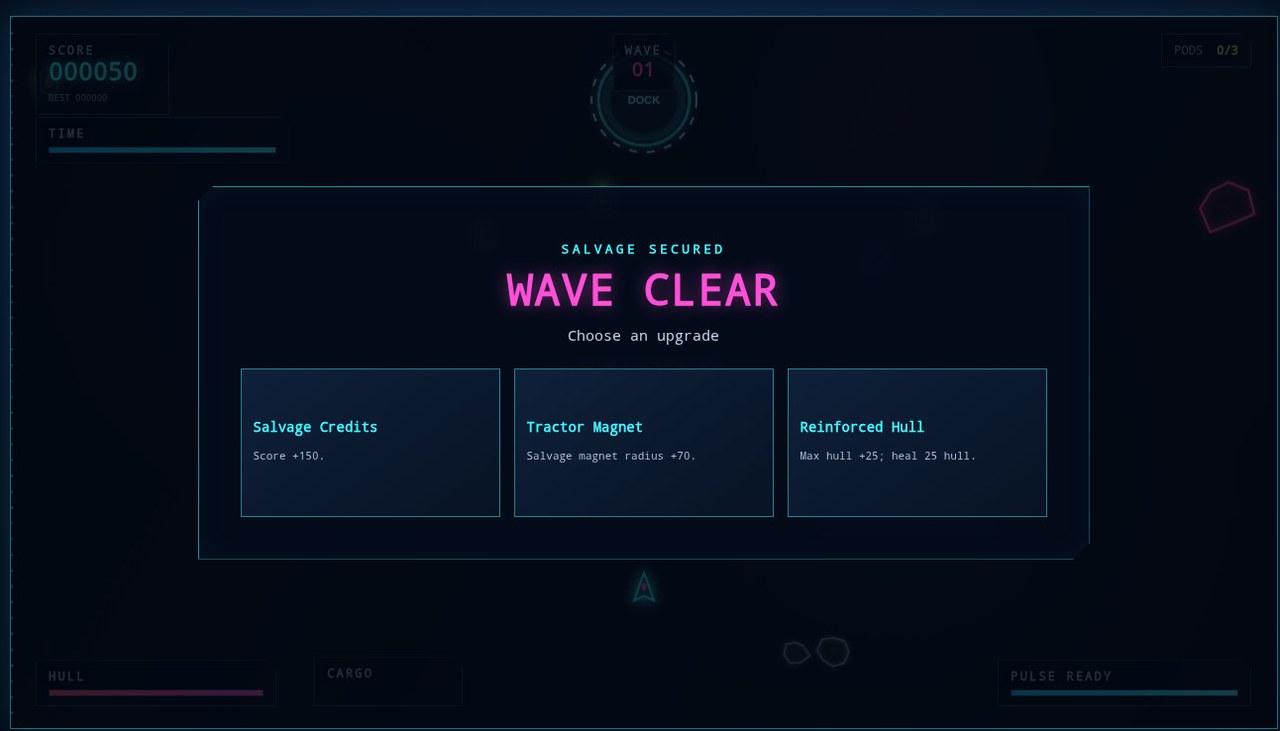 SCORE
000050
BEST 000000
TIME
WAVE
01
DOCK
PODS 0/3
SALVAGE SECURED
WAVE CLEAR
Choose an upgrade
Salvage Credits
Score +150.
Tractor Magnet
Salvage magnet radius +70.
Reinforced Hull
Max hull +25; heal 25 hull.
HULL
CARGO
PULSE READY